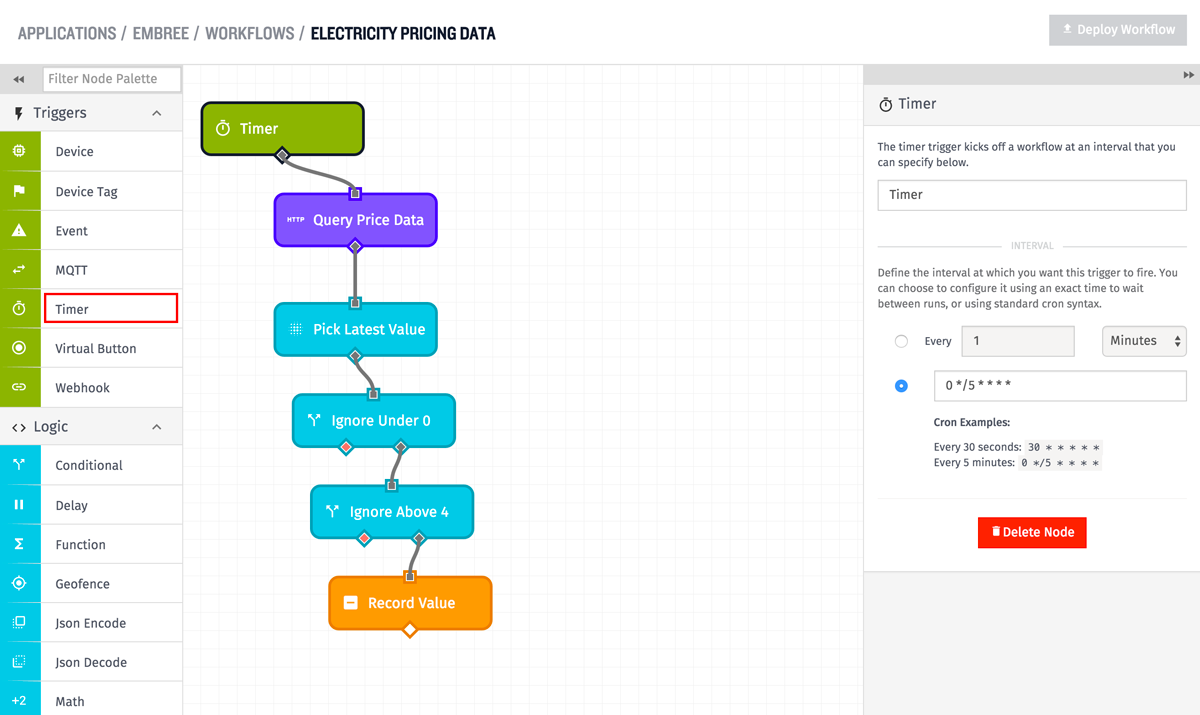 APPLICATIONS / EMBREE / WORKFLOWS / ELECTRICITY PRICING DATA
Deploy Workflow
Filter Node Palette
Triggers
Device
Device Tag
Event
MQTT
Timer
Virtual Button
Webhook
Logic
Conditional
Delay
Function
Geofence
Json Encode
Json Decode
+2 Math
Timer
HTTP Query Price Data
Pick Latest Value
Ignore Under 0
Ignore Above 4
Record Value
Timer
The timer trigger kicks off a workflow at an interval that you
can specify below.
Timer
INTERVAL
Define the interval at which you want this trigger to fire. You
can choose to configure it using an exact time to wait
between runs, or using standard cron syntax.
Every 1 Minutes
0 */5 * * * *
Cron Examples:
Every 30 seconds: 30 * * * * *
Every 5 minutes: 0 */5 * * * *
Delete Node